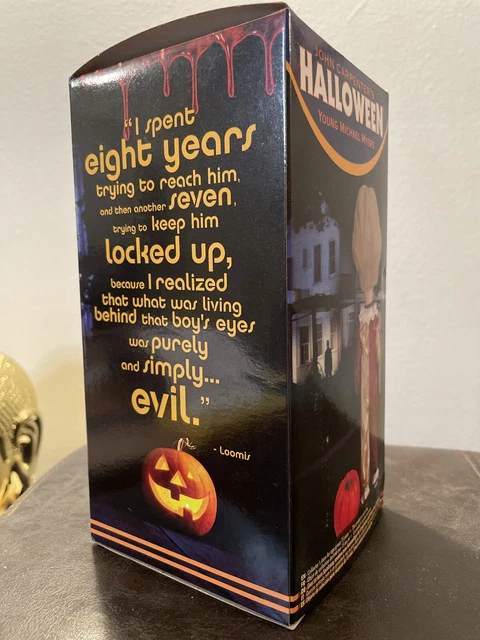 “I spent
eight years
trying to reach him,
and then another seven,
trying to keep him
locked up,
because I realized
that what was living
behind that boy's eyes
was purely
and simply...
evil.”
- Loomis
JOHN CARPENTER'S
HALLOWEEN
YOUNG MICHAEL MYERS